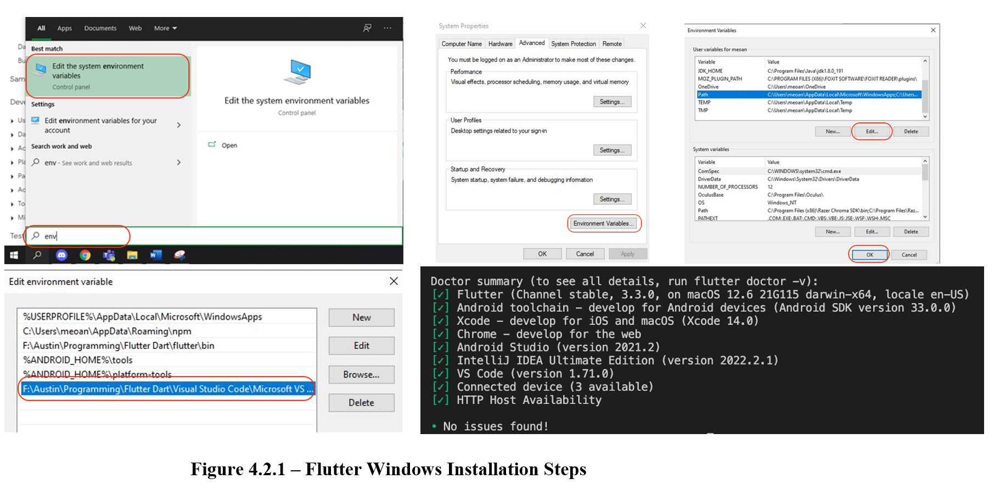 All Apps Documents Web More
Best match
Edit the system environment
variables
Control panel
Settings
Edit environment variables for your
account
Search work and web
env - See work and web results
env
Edit the system environment variables
Control panel
Open
Da
Bu
Sam
Deve
Us
Da
Ac
Pla
Pa
Ac
To
Mi
Test
System Properties
Computer Name Hardware Advanced System Protection Remote
You must be logged on as an Administrator to make most of these changes.
Performance
Visual effects, processor scheduling, memory usage, and virtual memory
Settings...
User Profiles
Desktop settings related to your sign-in
Settings...
Startup and Recovery
System startup, system failure, and debugging information
Settings...
Environment Variables...
OK Cancel Apply
Environment Variables
User variables for meoan
Variable Value
JDK_HOME C:\Program Files\Java\jdk1.8.0_191
MOZ_PLUGIN_PATH C:\PROGRAM FILES (X86)\FOXIT SOFTWARE\FOXIT READER\plugins\
OneDrive C:\Users\meoan\OneDrive
Path C:\Users\meoan\AppData\Local\Microsoft\WindowsApps;C:\Users...
TEMP C:\Users\meoan\AppData\Local\Temp
TMP C:\Users\meoan\AppData\Local\Temp
New... Edit... Delete
System variables
Variable Value
ComSpec C:\WINDOWS\system32\cmd.exe
DriverData C:\Windows\System32\Drivers\DriverData
NUMBER_OF_PROCESSORS 12
OculusBase C:\Program Files\Oculus\
OS Windows_NT
Path C:\Program Files (x86)\Razer Chroma SDK\bin;C:\Program Files\Raz...
PATHEXT .COM;.EXE;.BAT;.CMD;.VBS;.VBE;.JS;.JSE;.WSF;.WSH;.MSC
New... Edit... Delete
OK Cancel
Edit environment variable
%USERPROFILE%\AppData\Local\Microsoft\WindowsApps
C:\Users\meoan\AppData\Roaming\npm
F:\Austin\Programming\Flutter Dart\flutter\bin
%ANDROID_HOME%\tools
%ANDROID_HOME%\platform-tools
F:\Austin\Programming\Flutter Dart\Visual Studio Code\Microsoft VS ...
New
Edit
Browse...
Delete
Doctor summary (to see all details, run flutter doctor -v):
[✓] Flutter (Channel stable, 3.3.0, on macOS 12.6 21G115 darwin-x64, locale en-US)
[✓] Android toolchain - develop for Android devices (Android SDK version 33.0.0)
[✓] Xcode - develop for iOS and macOS (Xcode 14.0)
[✓] Chrome - develop for the web
[✓] Android Studio (version 2021.2)
[✓] IntelliJ IDEA Ultimate Edition (version 2022.2.1)
[✓] VS Code (version 1.71.0)
[✓] Connected device (3 available)
[✓] HTTP Host Availability
• No issues found!
Figure 4.2.1 – Flutter Windows Installation Steps